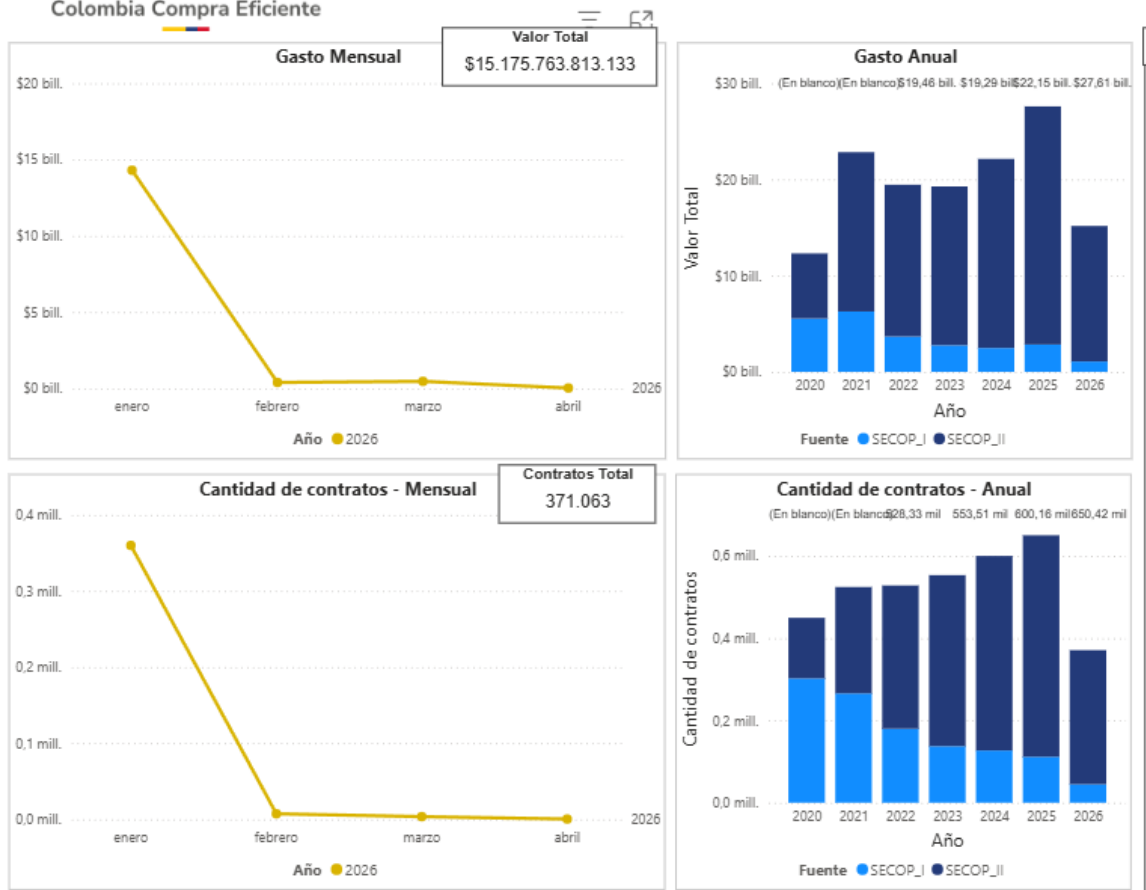 Colombia Compra Eficiente
Gasto Mensual
Valor Total
$15.175.763.813.133
$20 bill.
$15 bill.
$10 bill.
$5 bill.
$0 bill.
2026
enero febrero marzo abril
Año 2026
Gasto Anual
$30 bill.
(En blanco) (En blanco) $19,46 bill. $19,29 bill. $22,15 bill. $27,61 bill.
$20 bill.
$10 bill.
$0 bill.
Valor Total
2020 2021 2022 2023 2024 2025 2026
Año
Fuente SECOP_I SECOP_II
Cantidad de contratos - Mensual
Contratos Total
371.063
0,4 mill.
0,3 mill.
0,2 mill.
0,1 mill.
0,0 mill.
2026
enero febrero marzo abril
Año 2026
Cantidad de contratos - Anual
(En blanco) (En blanco) 528,33 mil 553,51 mil 600,16 mil 650,42 mil
0,6 mill.
0,4 mill.
0,2 mill.
0,0 mill.
Cantidad de contratos
2020 2021 2022 2023 2024 2025 2026
Año
Fuente SECOP_I SECOP_II